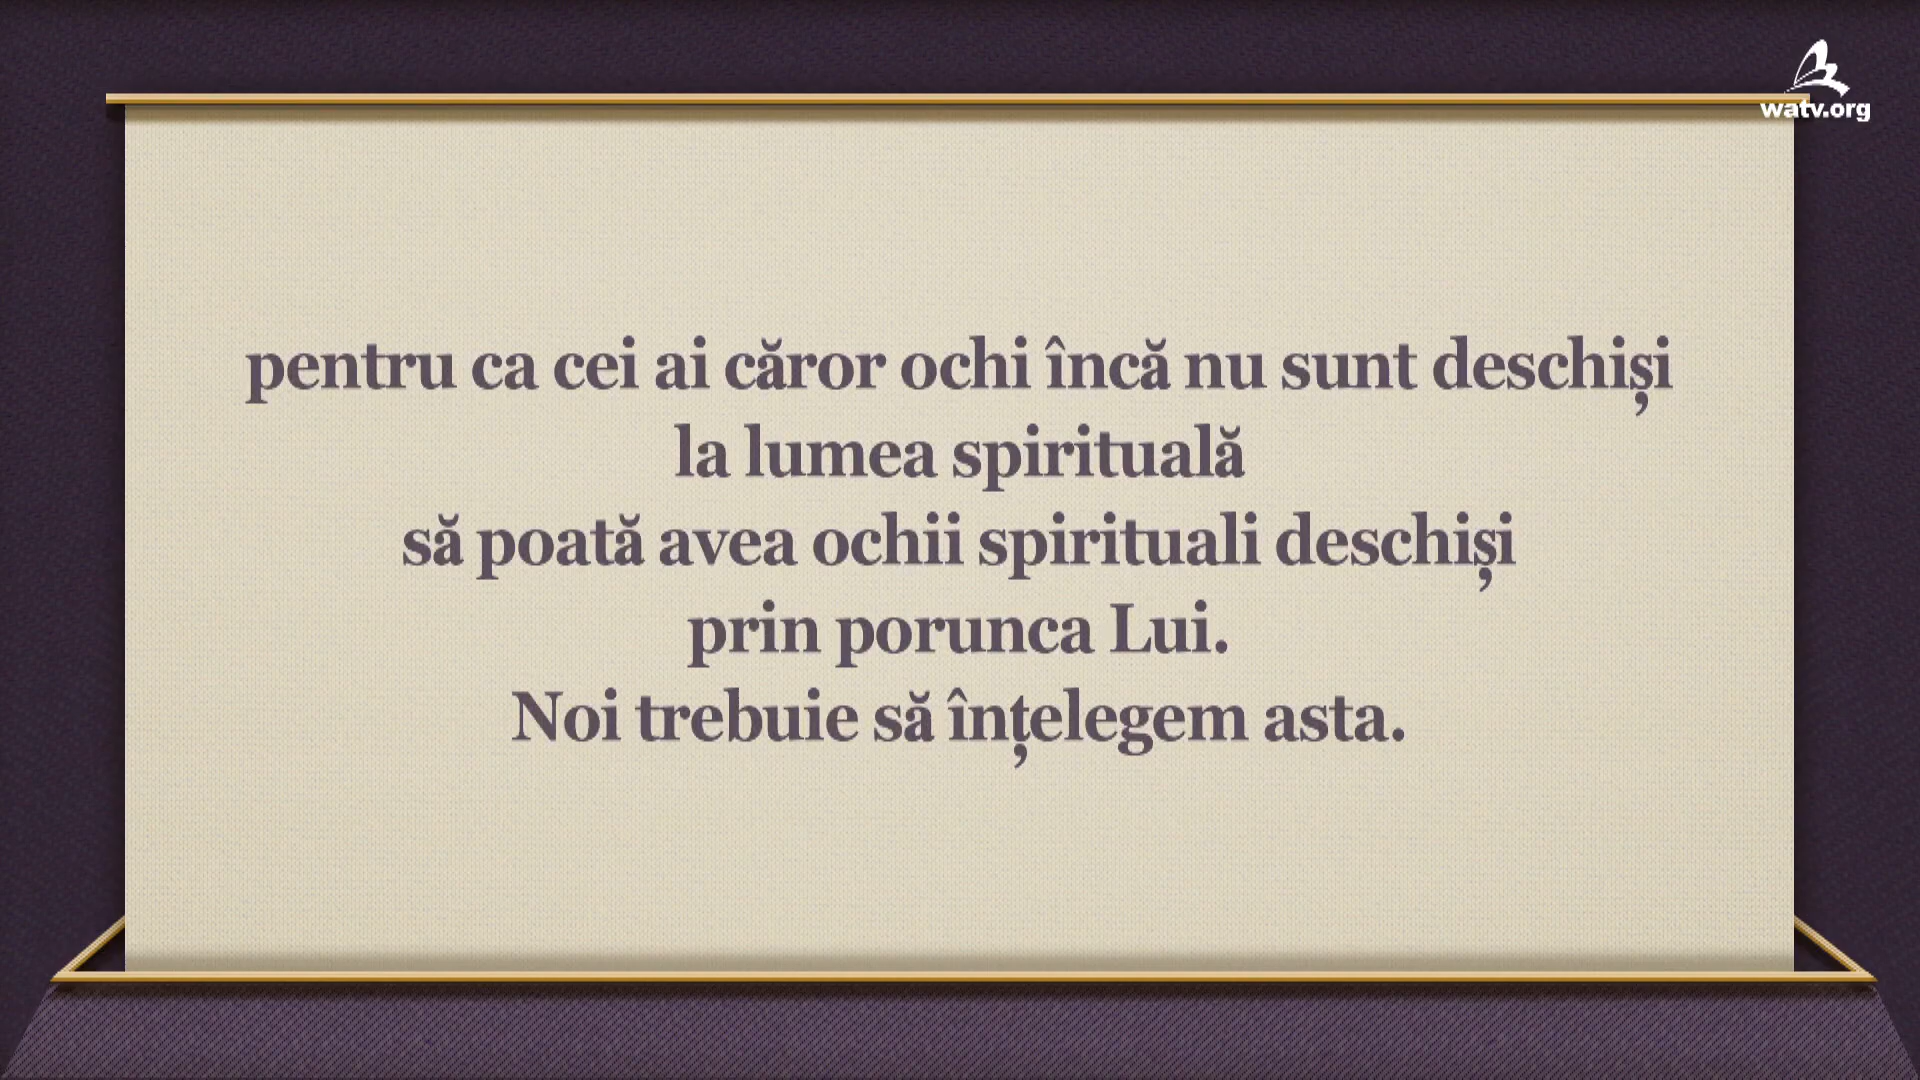 watv.org
pentru ca cei ai căror ochi încă nu sunt deschiși
la lumea spirituală
să poată avea ochii spirituali deschiși
prin porunca Lui.
Noi trebuie să înțelegem asta.